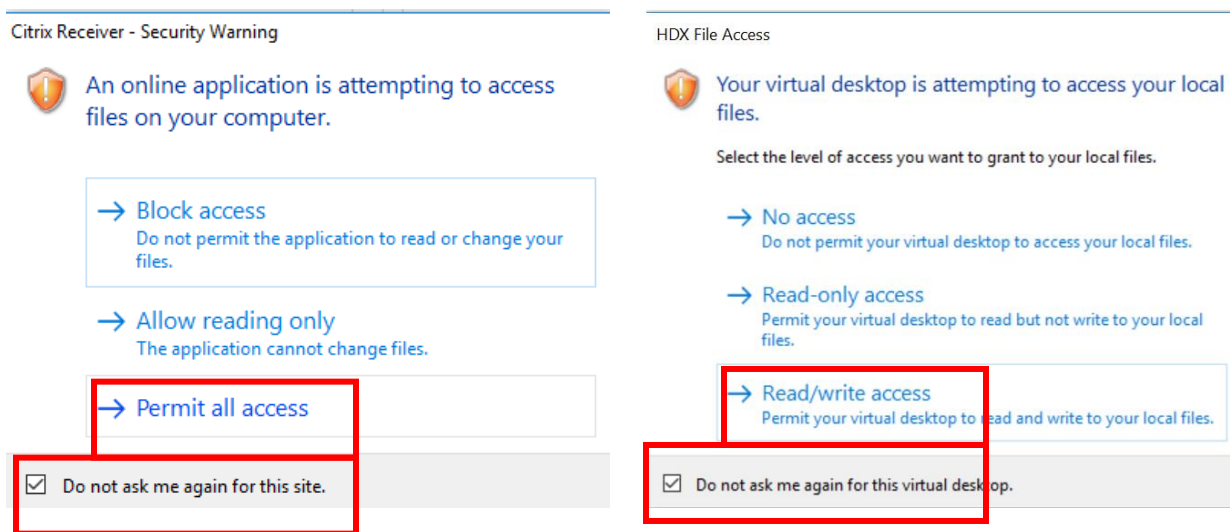 Citrix Receiver - Security Warning
An online application is attempting to access
files on your computer.
→ Block access
Do not permit the application to read or change your
files.
→ Allow reading only
The application cannot change files.
→ Permit all access
Do not ask me again for this site.
HDX File Access
Your virtual desktop is attempting to access your local
files.
Select the level of access you want to grant to your local files.
→ No access
Do not permit your virtual desktop to access your local files.
→ Read-only access
Permit your virtual desktop to read but not write to your local
files.
→ Read/write access
Permit your virtual desktop to read and write to your local files.
Do not ask me again for this virtual desktop.